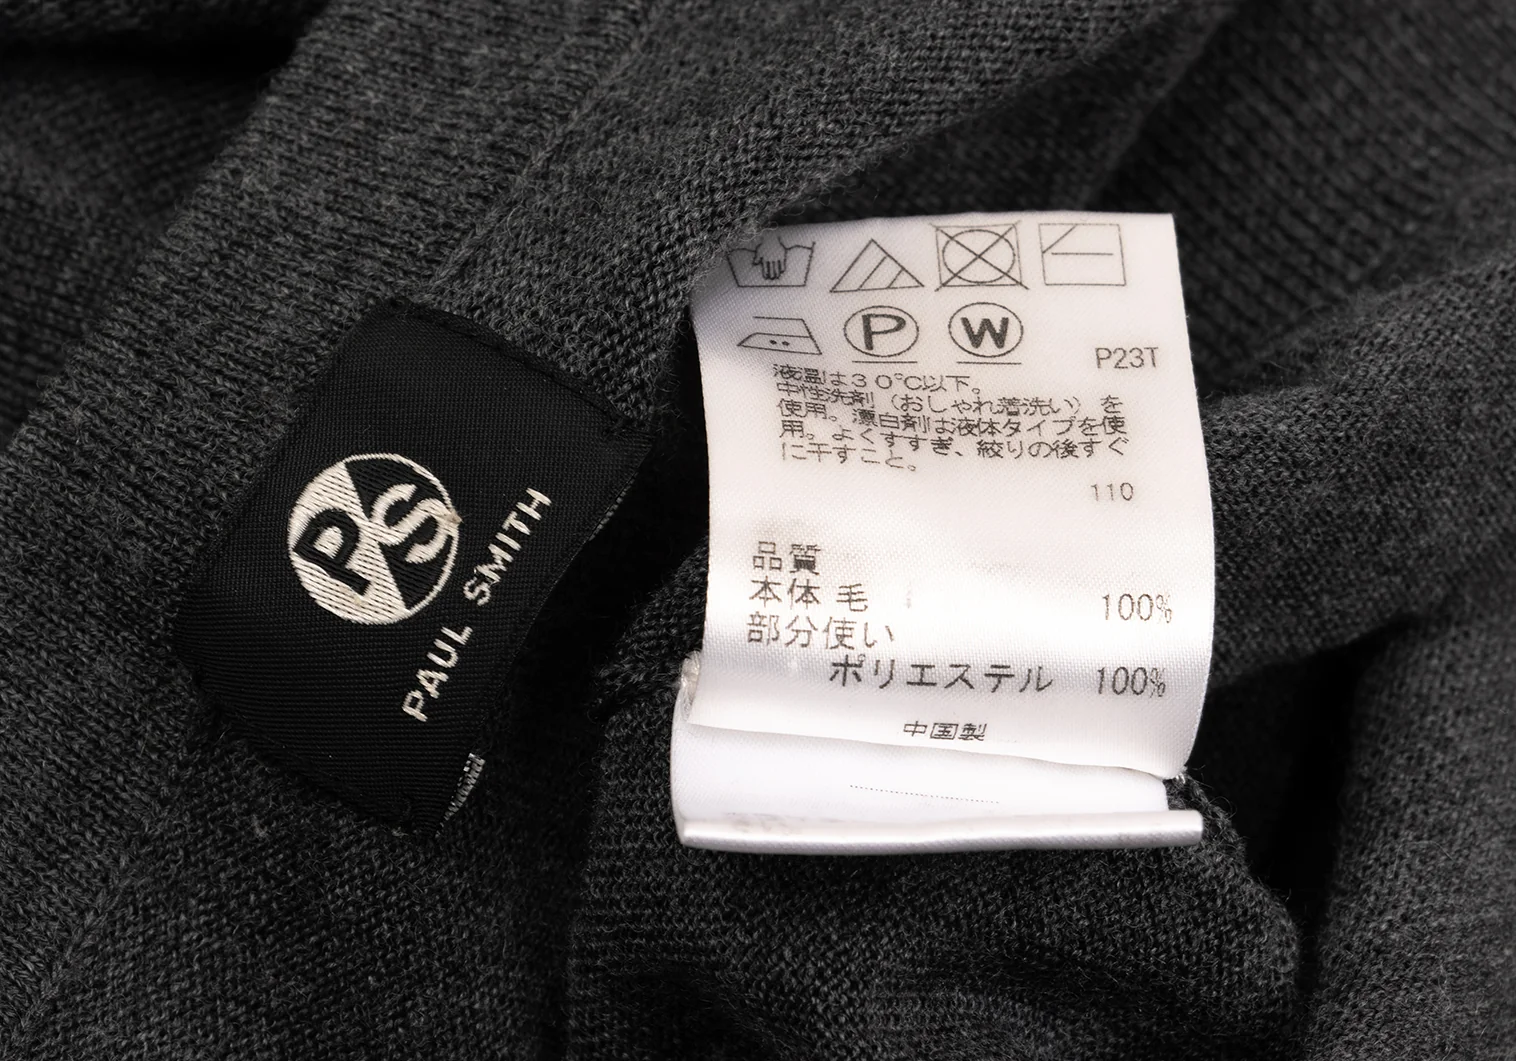 PS
PAUL SMITH
P W
P23T
液温は30℃以下。
中性洗剤（おしゃれ着洗い）を
使用。漂白剤は液体タイプを使
用。よくすすぎ、絞りの後すぐ
に干すこと。
110
品質
本体 毛 100%
部分使い
ポリエステル 100%
中国製